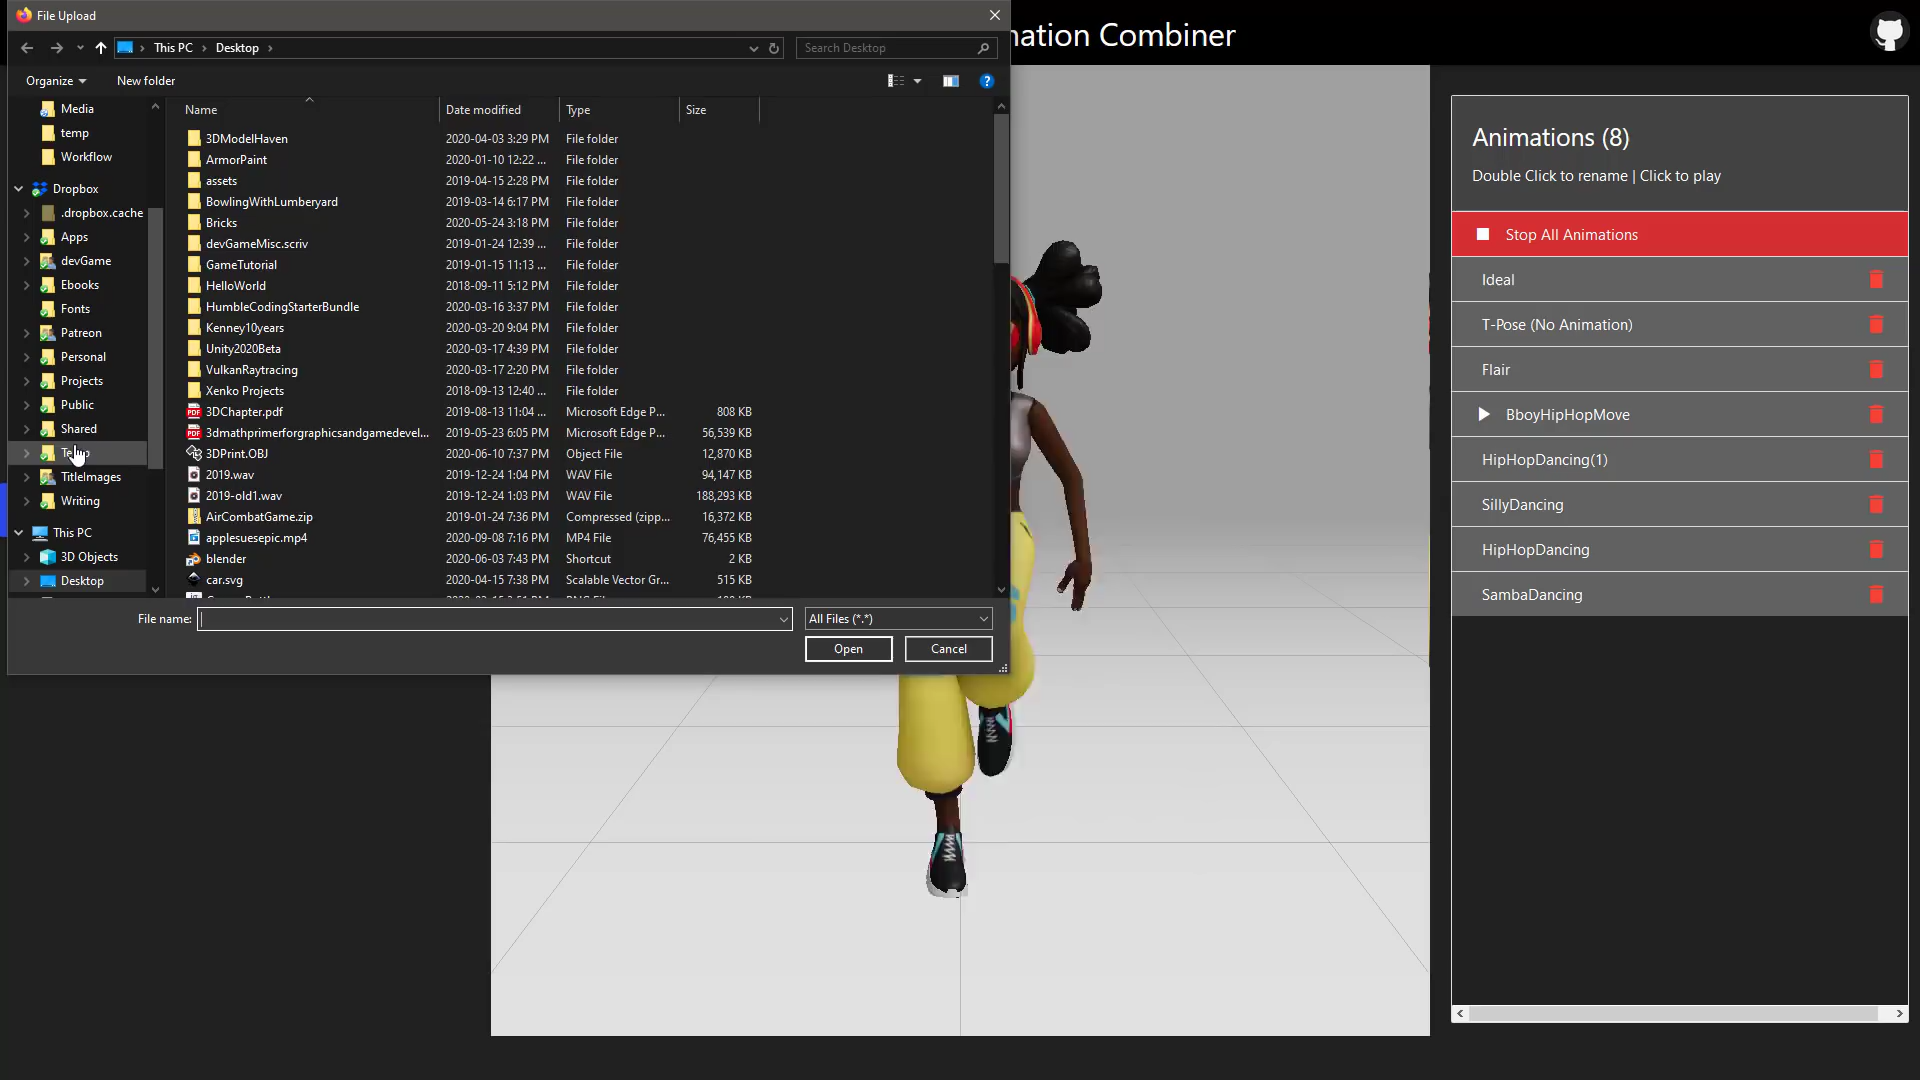 File Upload
This PC
Desktop
Search Desktop
mation Combiner
Organize
New folder
Name
Date modified
Type
Size
Media
temp
Workflow
Dropbox
.dropbox.cache
Apps
devGame
Ebooks
Fonts
Patreon
Personal
Projects
Public
Shared
TitleImages
Writing
This PC
3D Objects
Desktop
3DModelHaven 2020-04-03 3:29 PM File folder
ArmorPaint 2020-01-10 12:22 ... File folder
assets 2019-04-15 2:28 PM File folder
BowlingWithLumberyard 2019-03-14 6:17 PM File folder
Bricks 2020-05-24 3:18 PM File folder
devGameMisc.scriv 2019-01-24 12:39 ... File folder
GameTutorial 2019-01-15 11:13 ... File folder
HelloWorld 2018-09-11 5:12 PM File folder
HumbleCodingStarterBundle 2020-03-16 3:37 PM File folder
Kenney10years 2020-03-20 9:04 PM File folder
Unity2020Beta 2020-03-17 4:39 PM File folder
VulkanRaytracing 2020-03-17 2:20 PM File folder
Xenko Projects 2018-09-13 12:40 ... File folder
3DChapter.pdf 2019-08-13 11:04 ... Microsoft Edge P... 808 KB
3dmathprimerforgraphicsandgamedevel... 2019-05-23 6:05 PM Microsoft Edge P... 56,539 KB
3DPrint.OBJ 2020-06-10 7:37 PM Object File 12,870 KB
2019.wav 2019-12-24 1:04 PM WAV File 94,147 KB
2019-old1.wav 2019-12-24 1:03 PM WAV File 188,293 KB
AirCombatGame.zip 2019-01-24 7:36 PM Compressed (zipp... 16,372 KB
applesuesepic.mp4 2020-09-08 7:16 PM MP4 File 76,455 KB
blender 2020-06-03 7:43 PM Shortcut 2 KB
car.svg 2020-04-15 7:38 PM Scalable Vector Gr... 515 KB
File name:
All Files (*.*)
Open
Cancel
Animations (8)
Double Click to rename | Click to play
Stop All Animations
Ideal
T-Pose (No Animation)
Flair
BboyHipHopMove
HipHopDancing(1)
SillyDancing
HipHopDancing
SambaDancing